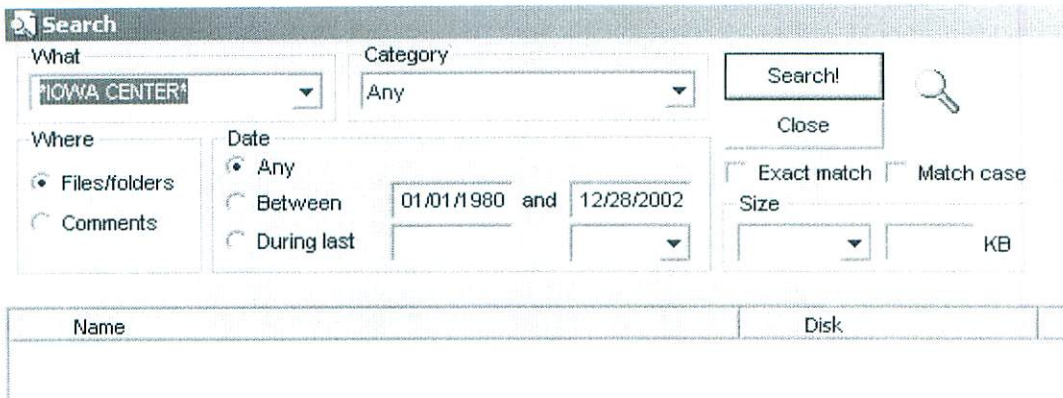 Search
What
*IOWA CENTER*
Category
Any
Search!
Close
Where
Files/folders
Comments
Date
Any
Between 01/01/1980 and 12/28/2002
During last
Exact match Match case
Size
KB
Name Disk